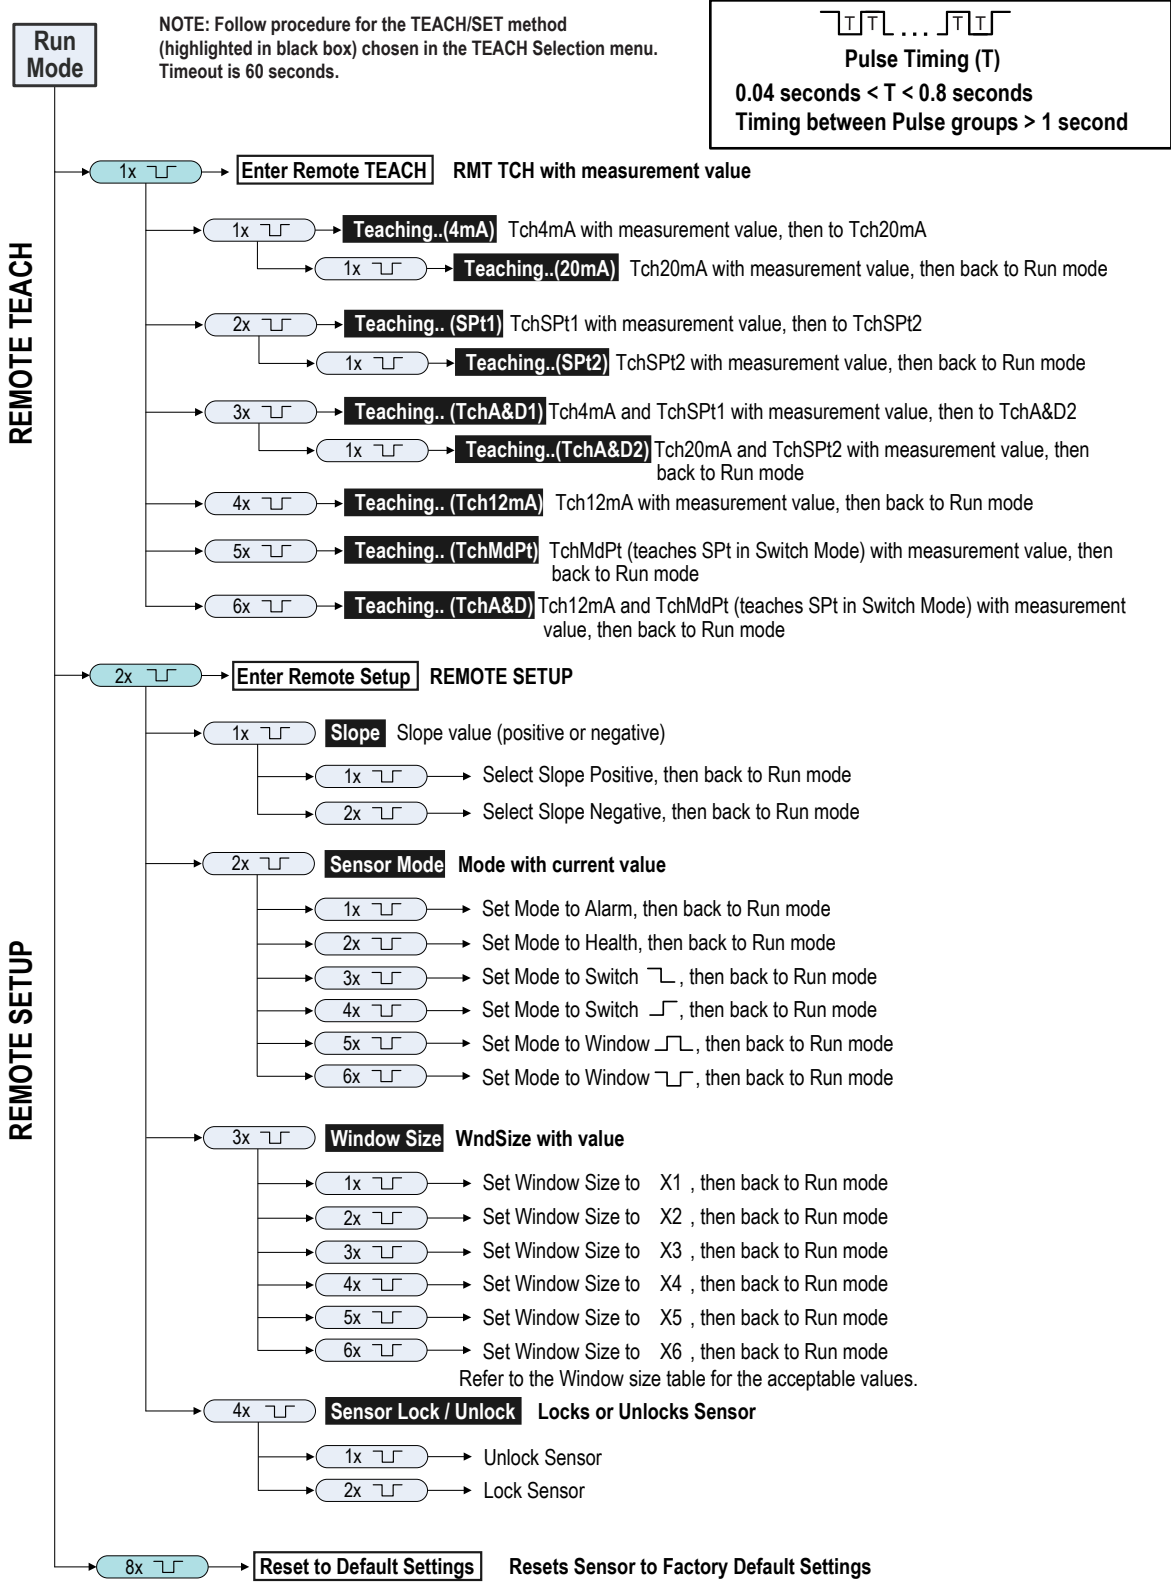 Run
Mode
NOTE: Follow procedure for the TEACH/SET method
(highlighted in black box) chosen in the TEACH Selection menu.
Timeout is 60 seconds.
T T ... T T
Pulse Timing (T)
0.04 seconds < T < 0.8 seconds
Timing between Pulse groups > 1 second
REMOTE TEACH
1x Enter Remote TEACH RMT TCH with measurement value
1x Teaching..(4mA) Tch4mA with measurement value, then to Tch20mA
1x Teaching..(20mA) Tch20mA with measurement value, then back to Run mode
2x Teaching.. (SPt1) TchSPt1 with measurement value, then to TchSPt2
1x Teaching..(SPt2) TchSPt2 with measurement value, then back to Run mode
3x Teaching.. (TchA&D1) Tch4mA and TchSPt1 with measurement value, then to TchA&D2
1x Teaching..(TchA&D2) Tch20mA and TchSPt2 with measurement value, then
back to Run mode
4x Teaching.. (Tch12mA) Tch12mA with measurement value, then back to Run mode
5x Teaching.. (TchMdPt) TchMdPt (teaches SPt in Switch Mode) with measurement value, then
back to Run mode
6x Teaching.. (TchA&D) Tch12mA and TchMdPt (teaches SPt in Switch Mode) with measurement
value, then back to Run mode
REMOTE SETUP
2x Enter Remote Setup REMOTE SETUP
1x Slope Slope value (positive or negative)
1x Select Slope Positive, then back to Run mode
2x Select Slope Negative, then back to Run mode
2x Sensor Mode Mode with current value
1x Set Mode to Alarm, then back to Run mode
2x Set Mode to Health, then back to Run mode
3x Set Mode to Switch , then back to Run mode
4x Set Mode to Switch , then back to Run mode
5x Set Mode to Window , then back to Run mode
6x Set Mode to Window , then back to Run mode
3x Window Size WndSize with value
1x Set Window Size to X1 , then back to Run mode
2x Set Window Size to X2 , then back to Run mode
3x Set Window Size to X3 , then back to Run mode
4x Set Window Size to X4 , then back to Run mode
5x Set Window Size to X5 , then back to Run mode
6x Set Window Size to X6 , then back to Run mode
Refer to the Window size table for the acceptable values.
4x Sensor Lock / Unlock Locks or Unlocks Sensor
1x Unlock Sensor
2x Lock Sensor
8x Reset to Default Settings Resets Sensor to Factory Default Settings